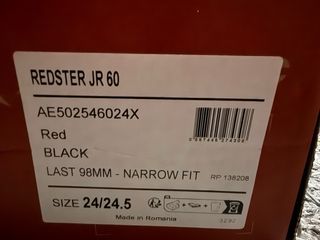 REDSTER JR 60
AE502546024X
Red
BLACK
LAST 98MM - NARROW FIT
RP 138208
SIZE 24/24.5
Made in Romania